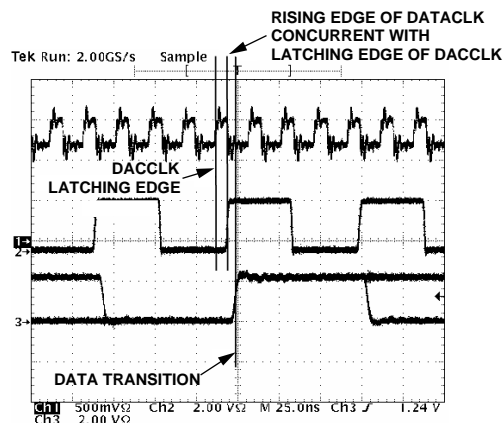 RISING EDGE OF DATACLK
CONCURRENT WITH
LATCHING EDGE OF DACCLK
Tek Run: 2.00GS/s Sample
DACCLK
LATCHING EDGE
1→
2→
3→
DATA TRANSITION
Ch1 500mVΩ Ch2 2.00 VΩ M 25.0ns Ch3 ∫ 1.24 V
Ch3 2.00 VΩ